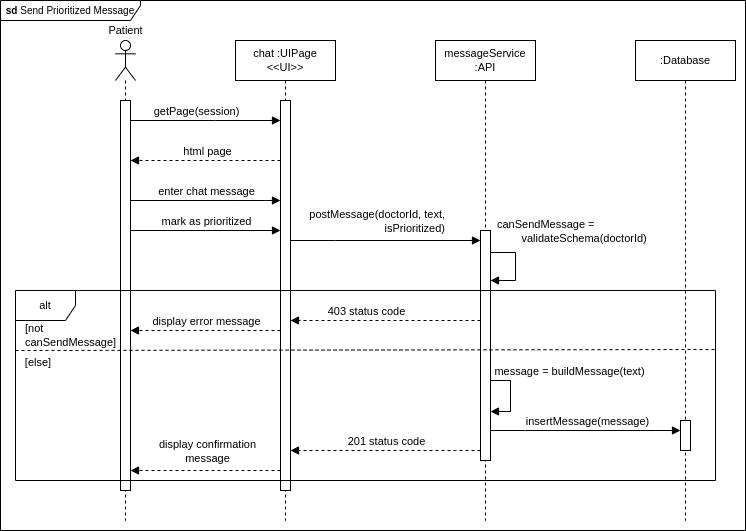 sd Send Prioritized Message
Patient
chat :UIPage
<<UI>>
messageService
:API
:Database
getPage(session)
html page
enter chat message
mark as prioritized
postMessage(doctorId, text,
isPrioritized)
canSendMessage =
validateSchema(doctorId)
alt
[not
canSendMessage]
403 status code
display error message
[else]
message = buildMessage(text)
insertMessage(message)
201 status code
display confirmation
message